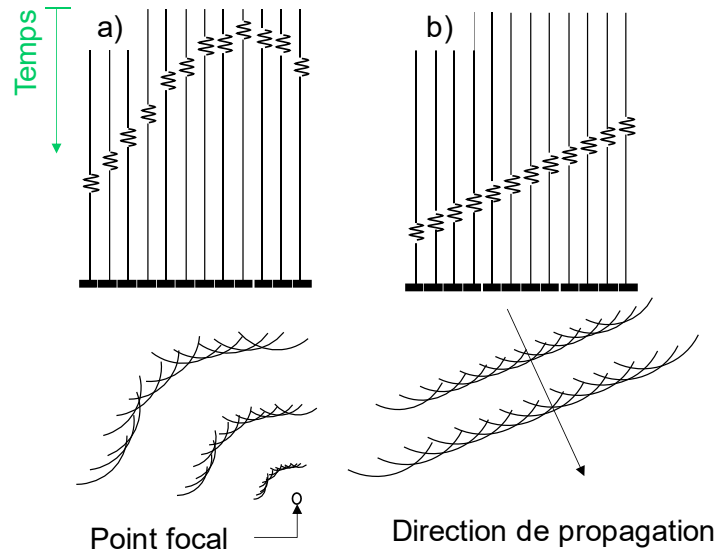 Temps
a)
b)
Point focal
Direction de propagation